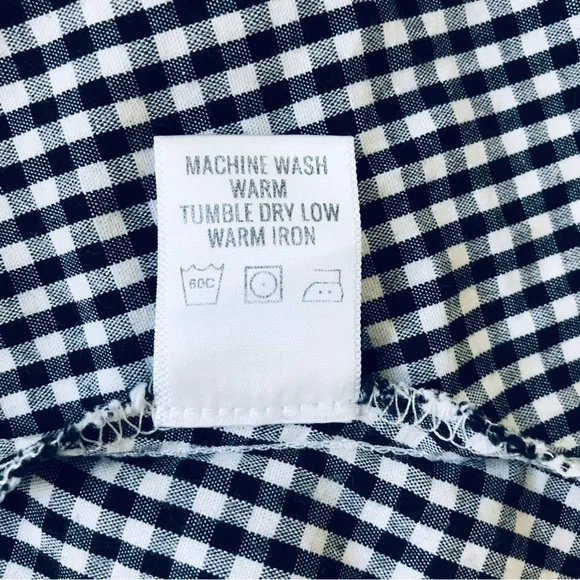 MACHINE WASH
WARM
TUMBLE DRY LOW
WARM IRON
60C